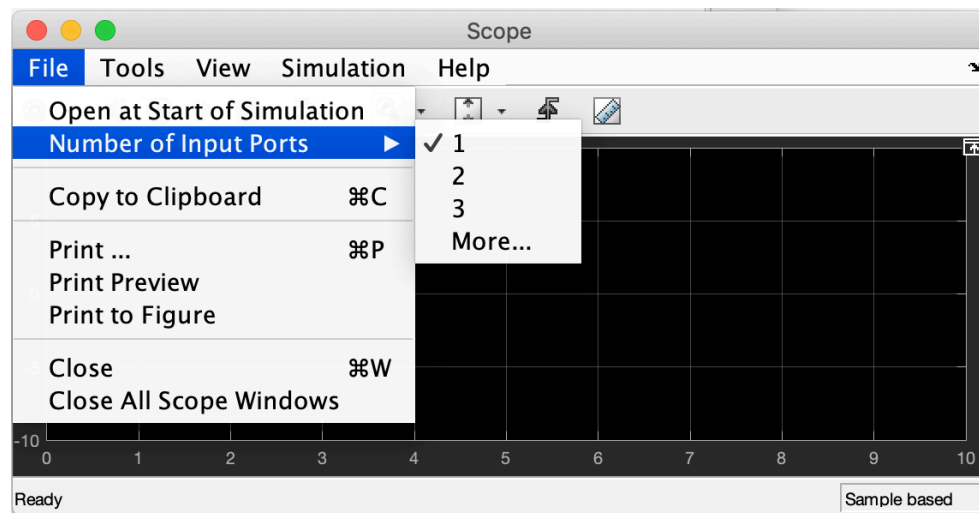 Scope
File Tools View Simulation Help
Open at Start of Simulation
Number of Input Ports ▶
✓ 1
2
3
More...
Copy to Clipboard ⌘C
Print ... ⌘P
Print Preview
Print to Figure
Close ⌘W
Close All Scope Windows
-10
0 1 2 3 4 5 6 7 8 9 10
Ready Sample based